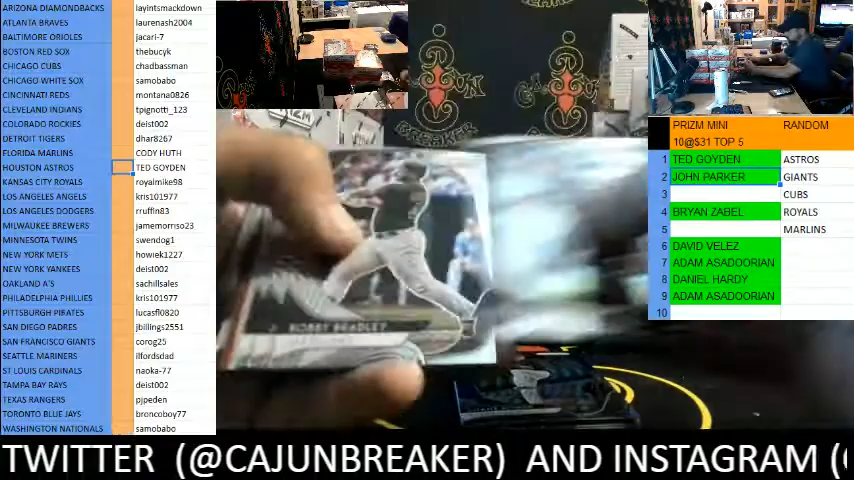 ARIZONA DIAMONDBACKS layintsmackdown
ATLANTA BRAVES laurenash2004
BALTIMORE ORIOLES jacari-7
BOSTON RED SOX thebucyk
CHICAGO CUBS chadbassman
CHICAGO WHITE SOX samobabo
CINCINNATI REDS montana0826
CLEVELAND INDIANS tpignotti_123
COLORADO ROCKIES deist002
DETROIT TIGERS dhar8267
FLORIDA MARLINS CODY HUTH
HOUSTON ASTROS TED GOYDEN
KANSAS CITY ROYALS royalmike98
LOS ANGELES ANGELS kris101977
LOS ANGELES DODGERS rruffin83
MILWAUKEE BREWERS jamemorriso23
MINNESOTA TWINS swendog1
NEW YORK METS howiek1227
NEW YORK YANKEES deist002
OAKLAND A'S sachillsales
PHILADELPHIA PHILLIES kris101977
PITTSBURGH PIRATES lucasfl0820
SAN DIEGO PADRES jbillings2551
SAN FRANCISCO GIANTS corog25
SEATTLE MARINERS ilfordsdad
ST LOUIS CARDINALS naoka-77
TAMPA BAY RAYS deist002
TEXAS RANGERS pjpeden
TORONTO BLUE JAYS broncoboy77
WASHINGTON NATIONALS samobabo
BREAKER
BOBBY BRADLEY
PRIZM MINI RANDOM
10@$31 TOP 5
1 TED GOYDEN ASTROS
2 JOHN PARKER GIANTS
3 CUBS
4 BRYAN ZABEL ROYALS
5 MARLINS
6 DAVID VELEZ
7 ADAM ASADOORIAN
8 DANIEL HARDY
9 ADAM ASADOORIAN
10
TWITTER (@CAJUNBREAKER) AND INSTAGRAM (